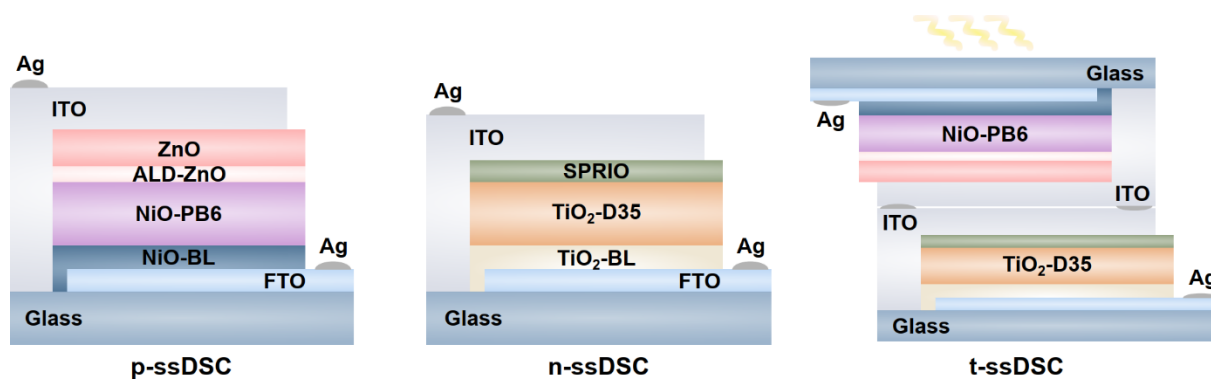 Ag
ITO
ZnO
ALD-ZnO
NiO-PB6
NiO-BL
Ag
FTO
Glass
p-ssDSC
Ag
ITO
SPRIO
TiO₂-D35
TiO₂-BL
Ag
FTO
Glass
n-ssDSC
Glass
Ag
NiO-PB6
ITO
ITO
TiO₂-D35
Ag
Glass
t-ssDSC